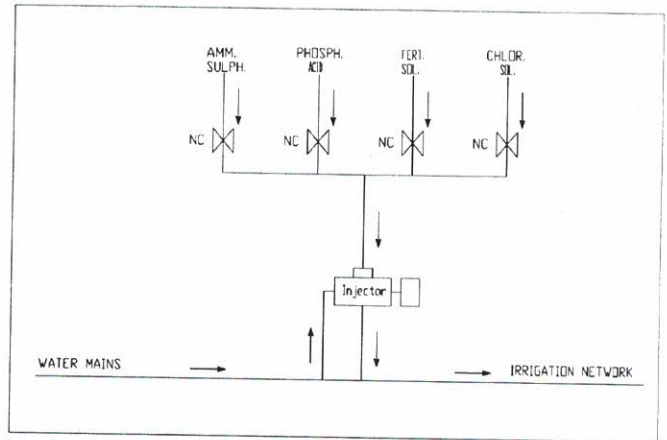 AMM.
SULPH.
PHOSPH.
ACID
FERT.
SOL.
CHLOR.
SOL.
NC
NC
NC
NC
Injector
WATER MAINS
IRRIGATION NETWORK